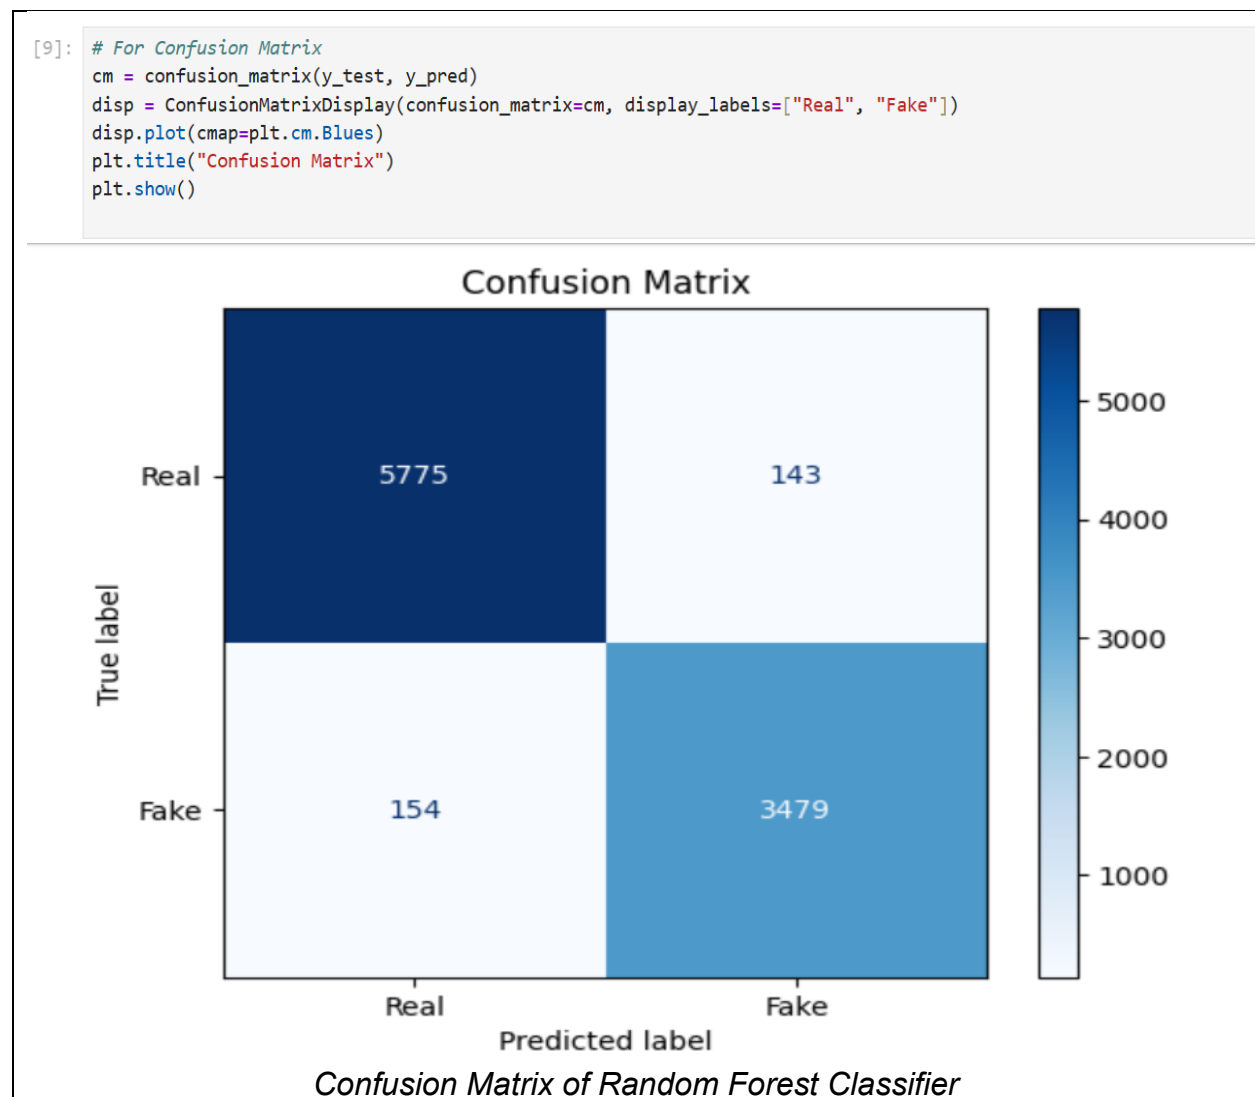 [9]: # For Confusion Matrix
cm = confusion_matrix(y_test, y_pred)
disp = ConfusionMatrixDisplay(confusion_matrix=cm, display_labels=["Real", "Fake"])
disp.plot(cmap=plt.cm.Blues)
plt.title("Confusion Matrix")
plt.show()
Confusion Matrix
5000
Real 5775 143
4000
True label
3000
2000
Fake 154 3479
1000
Real Fake
Predicted label
Confusion Matrix of Random Forest Classifier